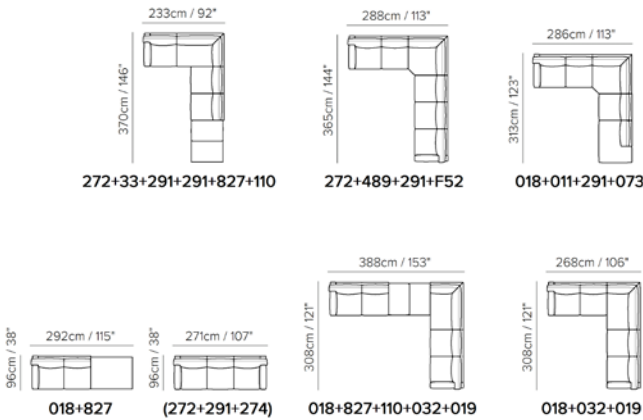 233cm / 92"
370cm / 146"
272+33+291+291+827+110
288cm / 113"
365cm / 144"
272+489+291+F52
286cm / 113"
313cm / 123"
018+011+291+073
292cm / 115"
96cm / 38"
018+827
271cm / 107"
96cm / 38"
(272+291+274)
388cm / 153"
308cm / 121"
018+827+110+032+019
268cm / 106"
308cm / 121"
018+032+019